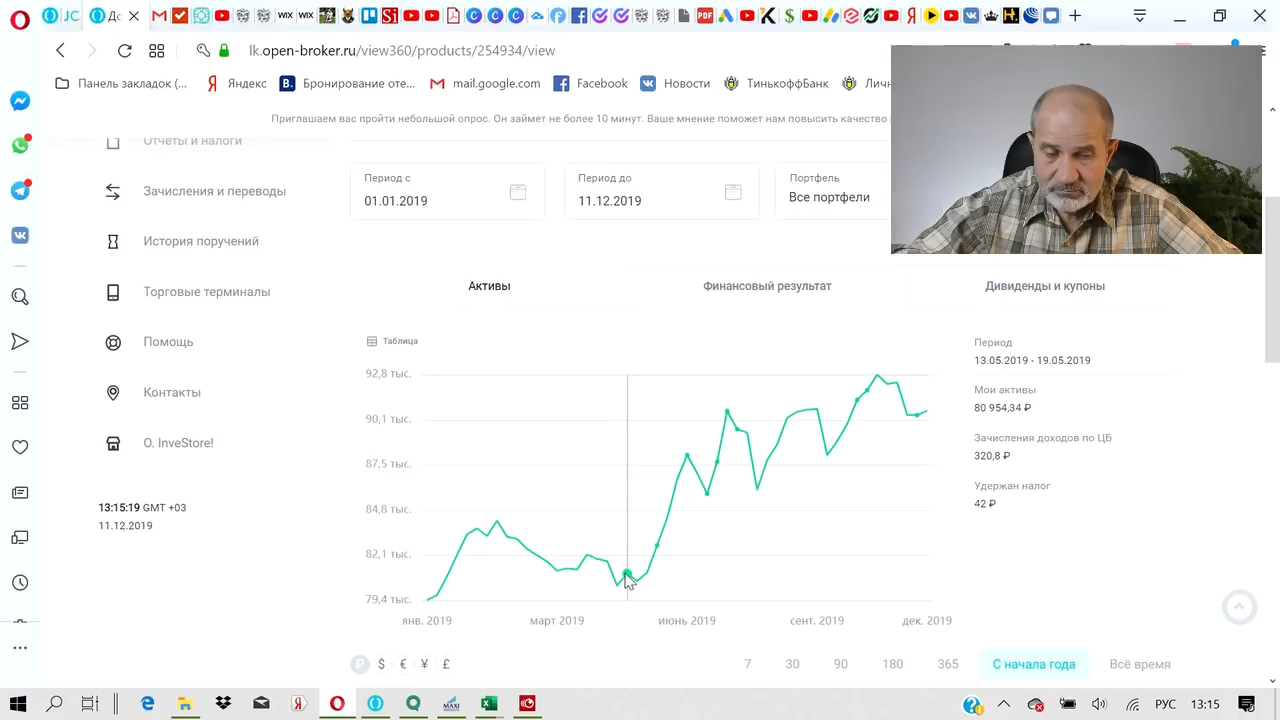 JC
До
lk.open-broker.ru/view360/products/254934/view
Панель закладок (...
Яндекс
Бронирование оте...
mail.google.com
Facebook
Новости
ТинькоффБанк
Личн
Приглашаем вас пройти небольшой опрос. Он займет не более 10 минут. Ваше мнение поможет нам повысить качество
Отчеты и налоги
Зачисления и переводы
История поручений
Торговые терминалы
Помощь
Контакты
О. InveStore!
13:15:19 GMT +03
11.12.2019
Период с
01.01.2019
Период до
11.12.2019
Портфель
Все портфели
Активы
Финансовый результат
Дивиденды и купоны
Таблица
92,8 тыс.
90,1 тыс.
87,5 тыс.
84,8 тыс.
82,1 тыс.
79,4 тыс.
янв. 2019
март 2019
июнь 2019
сент. 2019
дек. 2019
Период
13.05.2019 - 19.05.2019
Мои активы
80 954,34 ₽
Зачисления доходов по ЦБ
320,8 ₽
Удержан налог
42 ₽
₽ $ € ¥ £
7
30
90
180
365
С начала года
Всё время
РУС
13:15